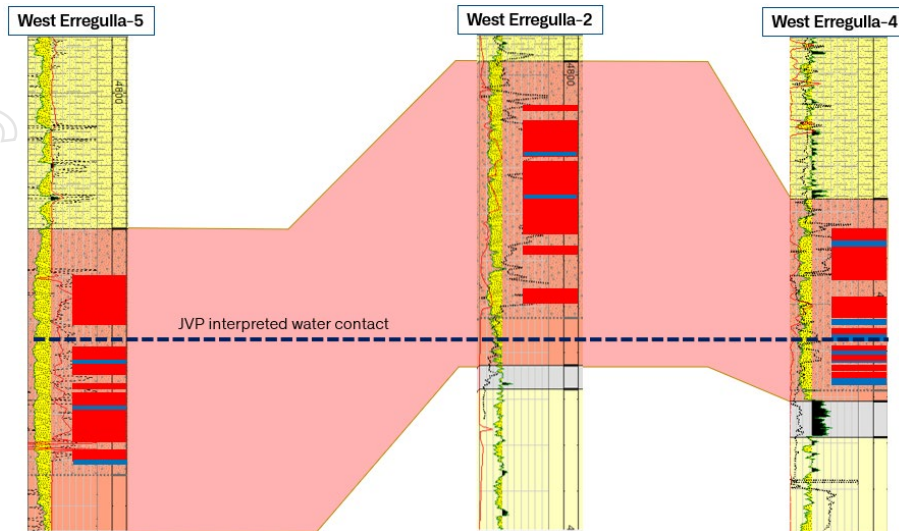 West Erregulla-5
West Erregulla-2
West Erregulla-4
4800
4800
JVP interpreted water contact